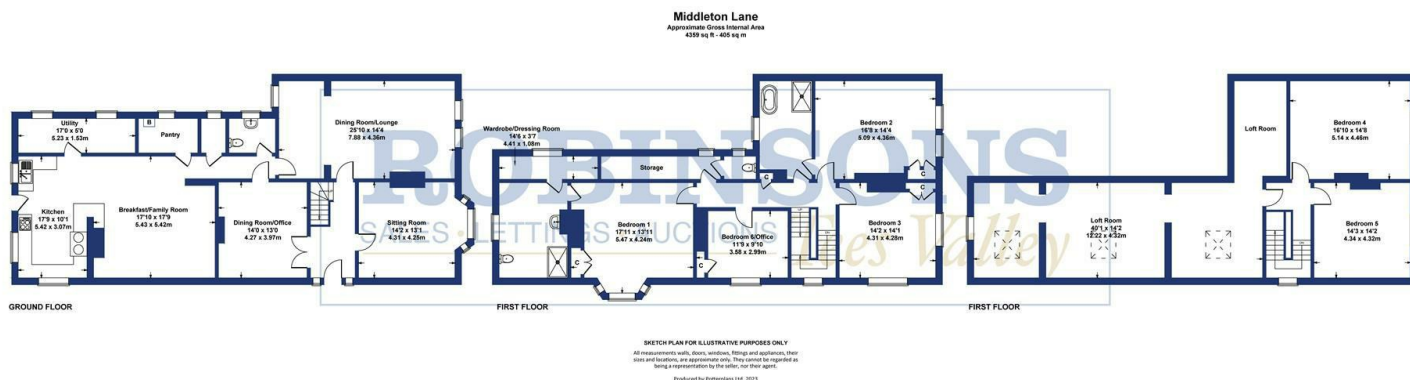 Middleton Lane
Approximate Gross Internal Area
4359 sq ft - 405 sq m
Utility
17'0 x 5'0
5.23 x 1.53m
B
Pantry
Dining Room/Lounge
25'10 x 14'4
7.88 x 4.36m
Kitchen
17'9 x 10'1
5.42 x 3.07m
Breakfast/Family Room
17'10 x 17'9
5.43 x 5.42m
Dining Room/Office
14'0 x 13'0
4.27 x 3.97m
Sitting Room
14'2 x 13'1
4.31 x 4.25m
GROUND FLOOR
Wardrobe/Dressing Room
14'6 x 3'7
4.41 x 1.08m
Storage
Bedroom 2
16'8 x 14'4
5.09 x 4.36m
C
C
C
Bedroom 1
17'11 x 13'11
5.47 x 4.24m
C
C
Bedroom 6/Office
11'9 x 9'10
3.58 x 2.99m
Bedroom 3
14'2 x 14'1
4.31 x 4.28m
FIRST FLOOR
Loft Room
Bedroom 4
16'10 x 14'8
5.14 x 4.46m
Loft Room
40'1 x 14'2
12.22 x 4.32m
Bedroom 5
14'3 x 14'2
4.34 x 4.32m
FIRST FLOOR
ROBINSONS
SALES · LETTINGS · AUCTIONS
Tees Valley
SKETCH PLAN FOR ILLUSTRATIVE PURPOSES ONLY
All measurements walls, doors, windows, fittings and appliances, their
sizes and locations, are approximate only. They cannot be regarded as
being a representation by the seller, nor their agent.
Produced by Potterplans Ltd. 2023